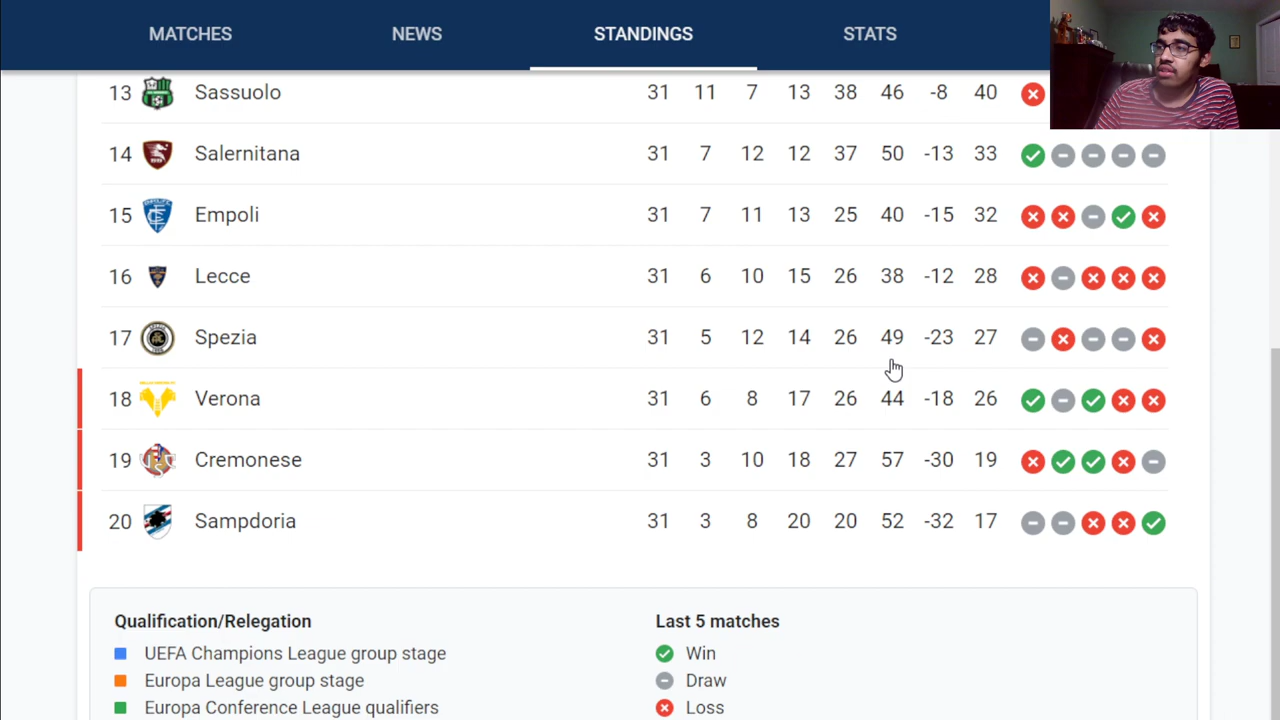 MATCHES NEWS STANDINGS STATS
13 Sassuolo 31 11 7 13 38 46 -8 40
14 Salernitana 31 7 12 12 37 50 -13 33
15 Empoli 31 7 11 13 25 40 -15 32
16 Lecce 31 6 10 15 26 38 -12 28
17 Spezia 31 5 12 14 26 49 -23 27
18 Verona 31 6 8 17 26 44 -18 26
19 Cremonese 31 3 10 18 27 57 -30 19
20 Sampdoria 31 3 8 20 20 52 -32 17
Qualification/Relegation
UEFA Champions League group stage
Europa League group stage
Europa Conference League qualifiers
Last 5 matches
Win
Draw
Loss